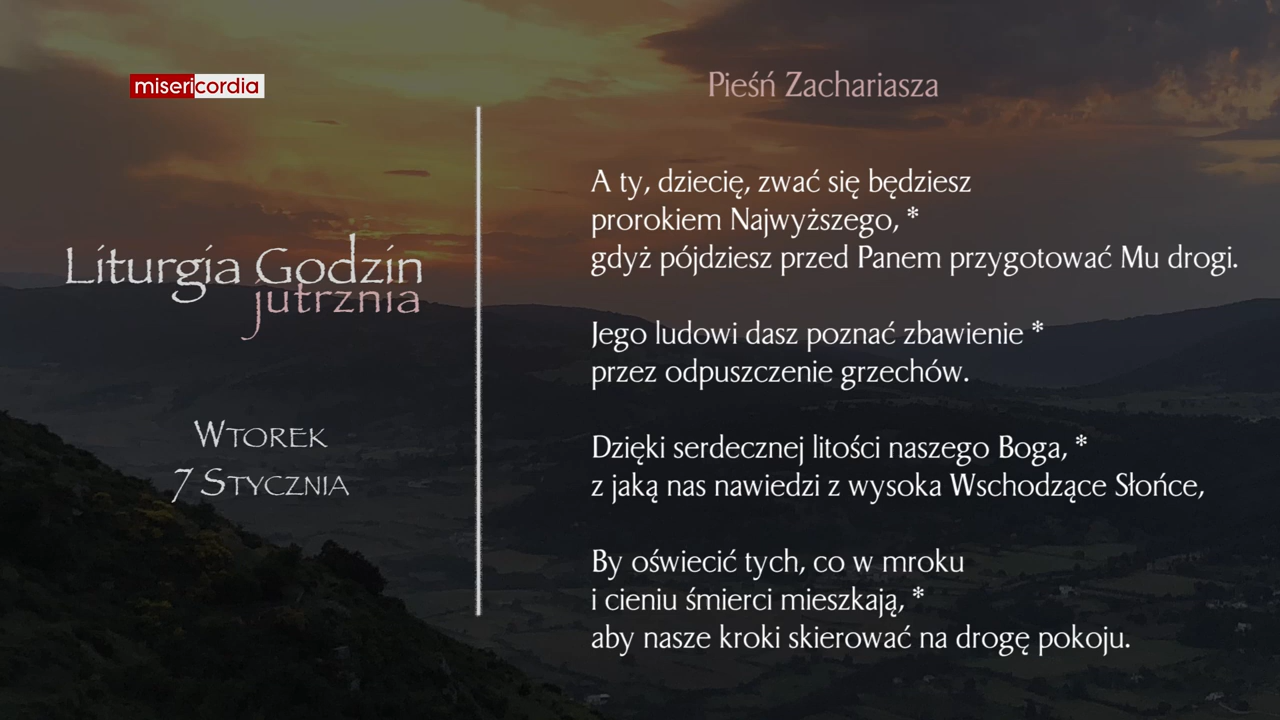 misericordia
Liturgia Godzin
jutrznia
Wtorek
7 Stycznia
Pieśń Zachariasza
A ty, dziecię, zwać się będziesz
prorokiem Najwyższego, *
gdyż pójdziesz przed Panem przygotować Mu drogi.
Jego ludowi dasz poznać zbawienie *
przez odpuszczenie grzechów.
Dzięki serdecznej litości naszego Boga, *
z jaką nas nawiedzi z wysoka Wschodzące Słońce,
By oświecić tych, co w mroku
i cieniu śmierci mieszkają, *
aby nasze kroki skierować na drogę pokoju.